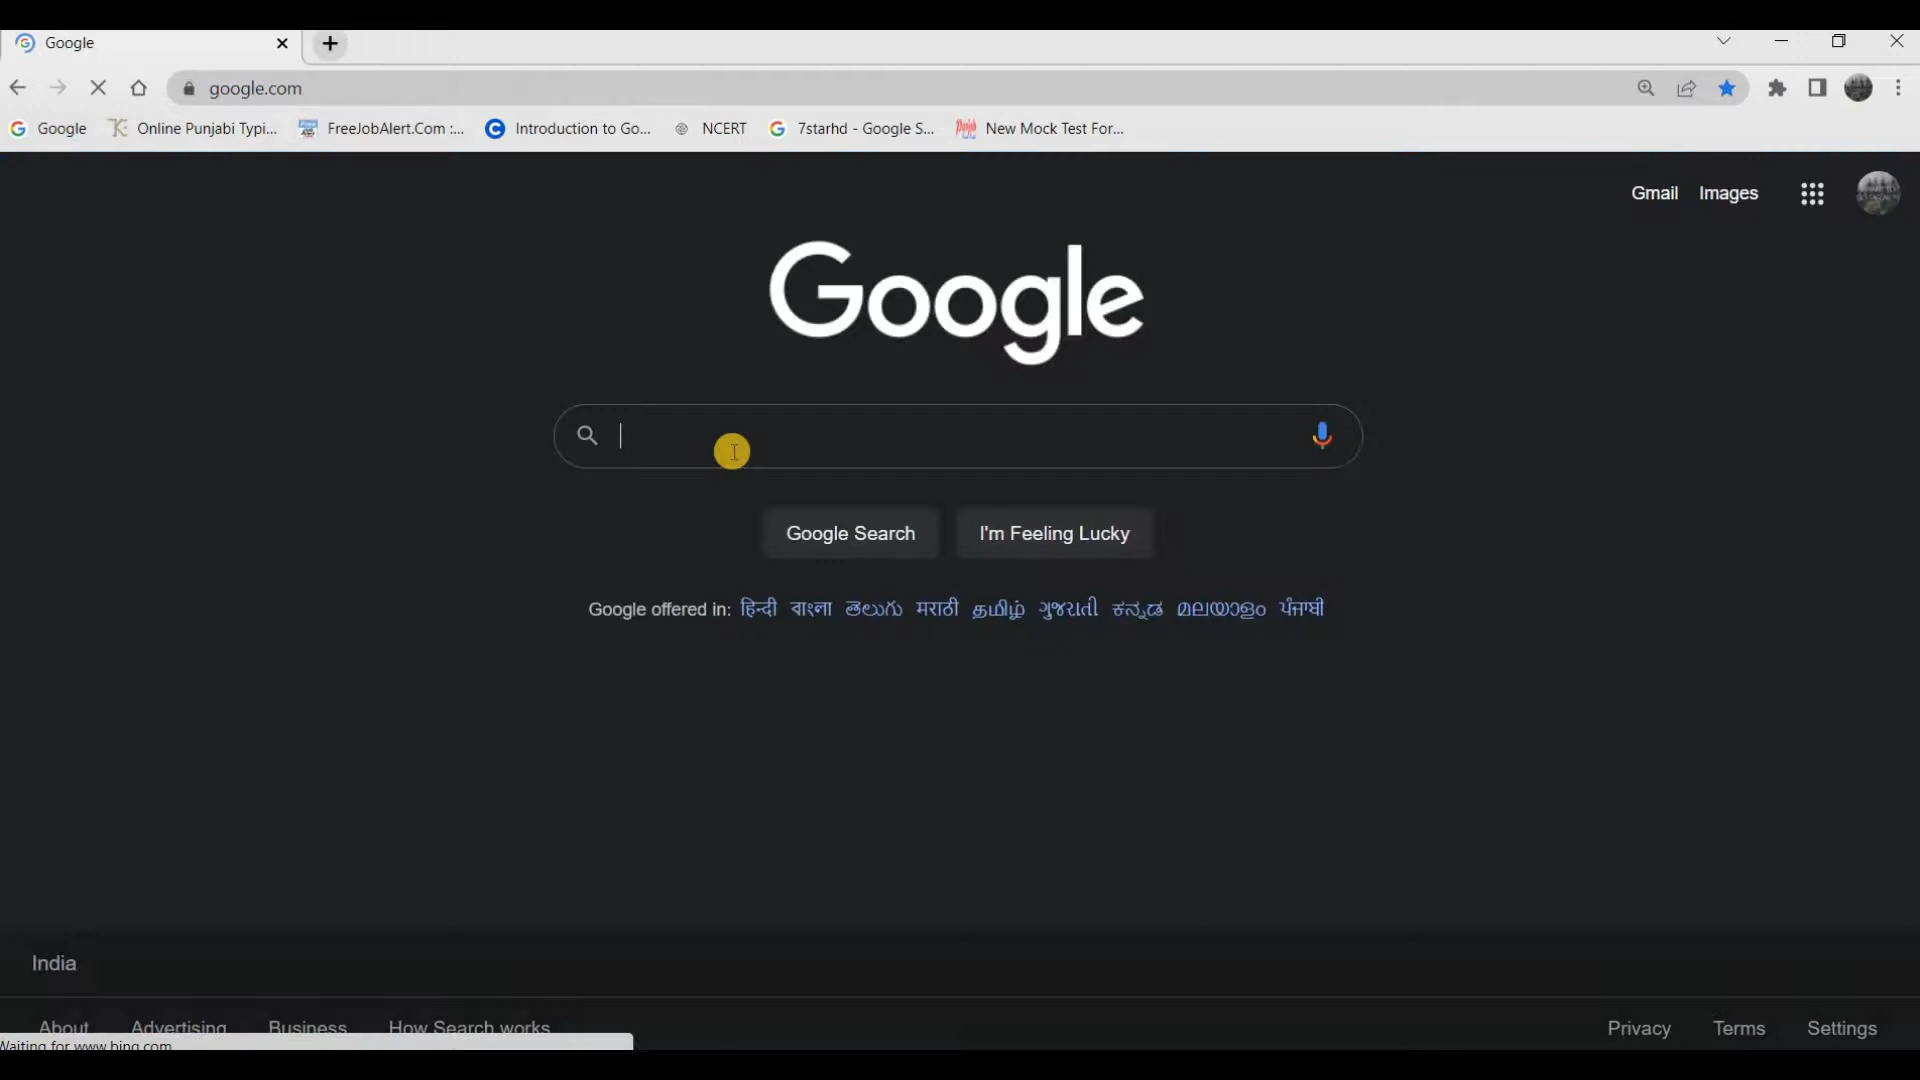 Google
google.com
Google Online Punjabi Typi... FreeJobAlert.Com :... Introduction to Go... NCERT 7starhd - Google S... New Mock Test For...
Gmail Images
Google
Google Search I'm Feeling Lucky
Google offered in: हिन्दी বাংলা తెలుగు मराठी தமிழ் ગુજરાતી ಕನ್ನಡ മലയാളം ਪੰਜਾਬੀ
India
About Advertising Business How Search works Privacy Terms Settings
Waiting for www.bing.com